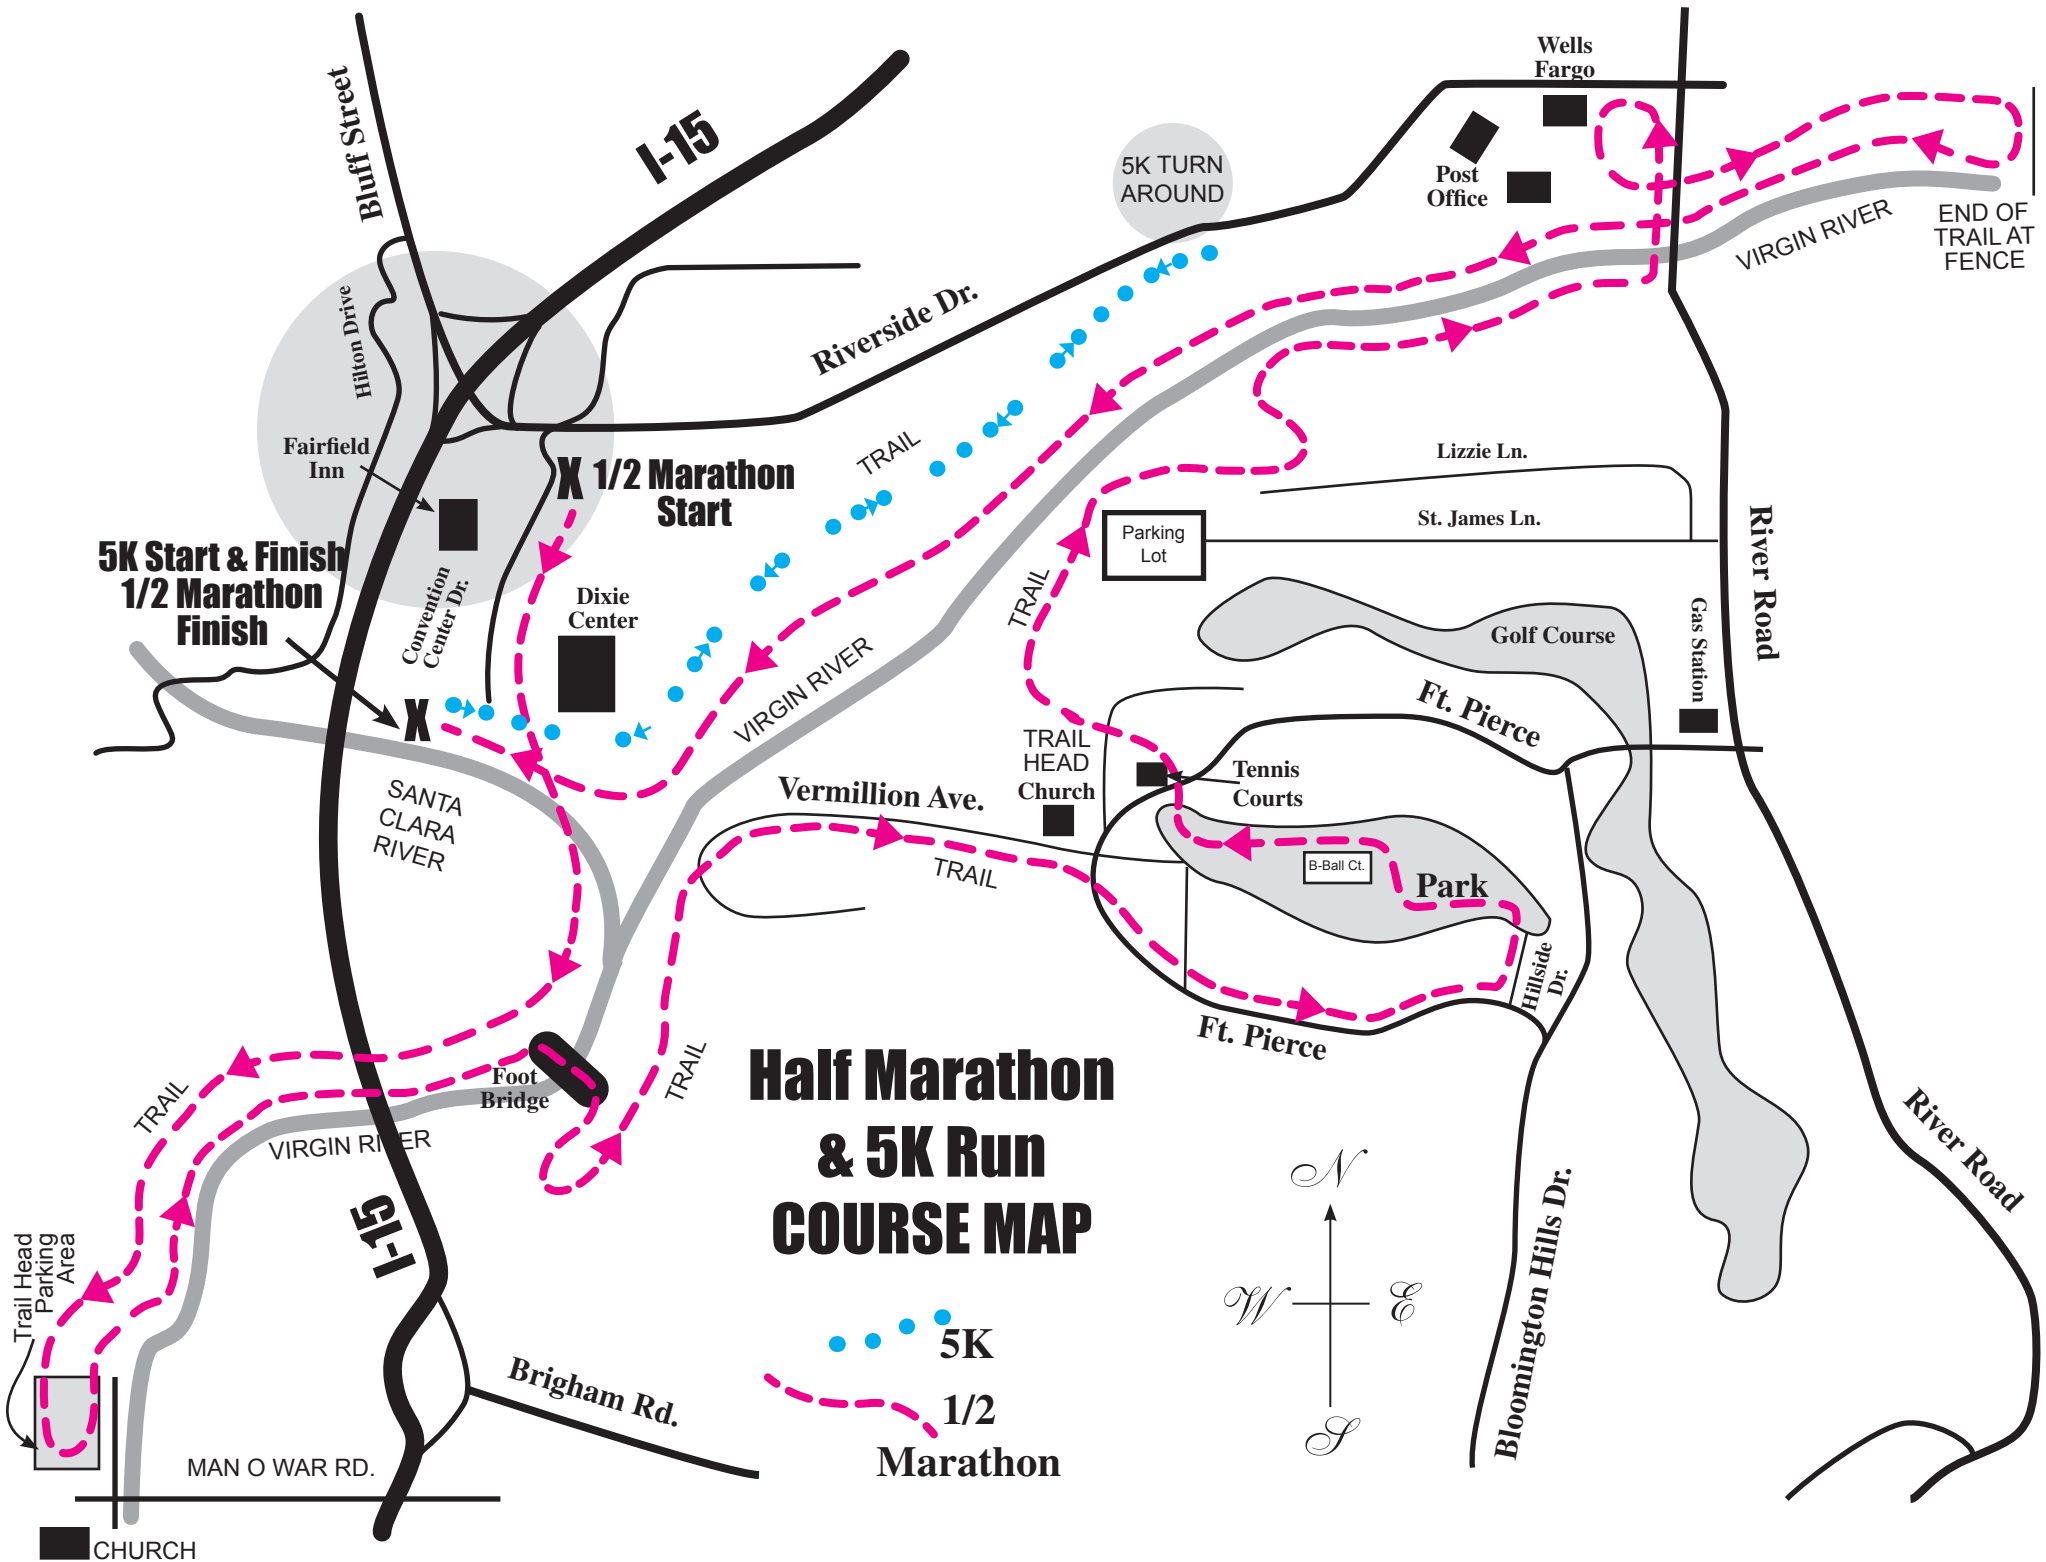 Wells
Fargo
Bluff Street
I-15
5K TURN
AROUND
Post
Office
END OF
TRAIL AT
FENCE
VIRGIN RIVER
Hilton Drive
Riverside Dr.
Fairfield
Inn
TRAIL
X 1/2 Marathon
Start
Lizzie Ln.
St. James Ln.
Parking
Lot
River Road
5K Start & Finish
1/2 Marathon
Finish
Convention
Center Dr.
Dixie
Center
TRAIL
Golf Course
Gas Station
X
VIRGIN RIVER
Ft. Pierce
TRAIL
HEAD
Church
Tennis
Courts
SANTA
CLARA
RIVER
Vermillion Ave.
TRAIL
B-Ball Ct.
Park
Hillside
Dr.
Ft. Pierce
Foot
Bridge
TRAIL
TRAIL
VIRGIN RIVER
Half Marathon
& 5K Run
COURSE MAP
River Road
I-15
Trail Head
Parking
Area
N
W
E
S
Bloomington Hills Dr.
5K
1/2
Marathon
Brigham Rd.
MAN O WAR RD.
CHURCH